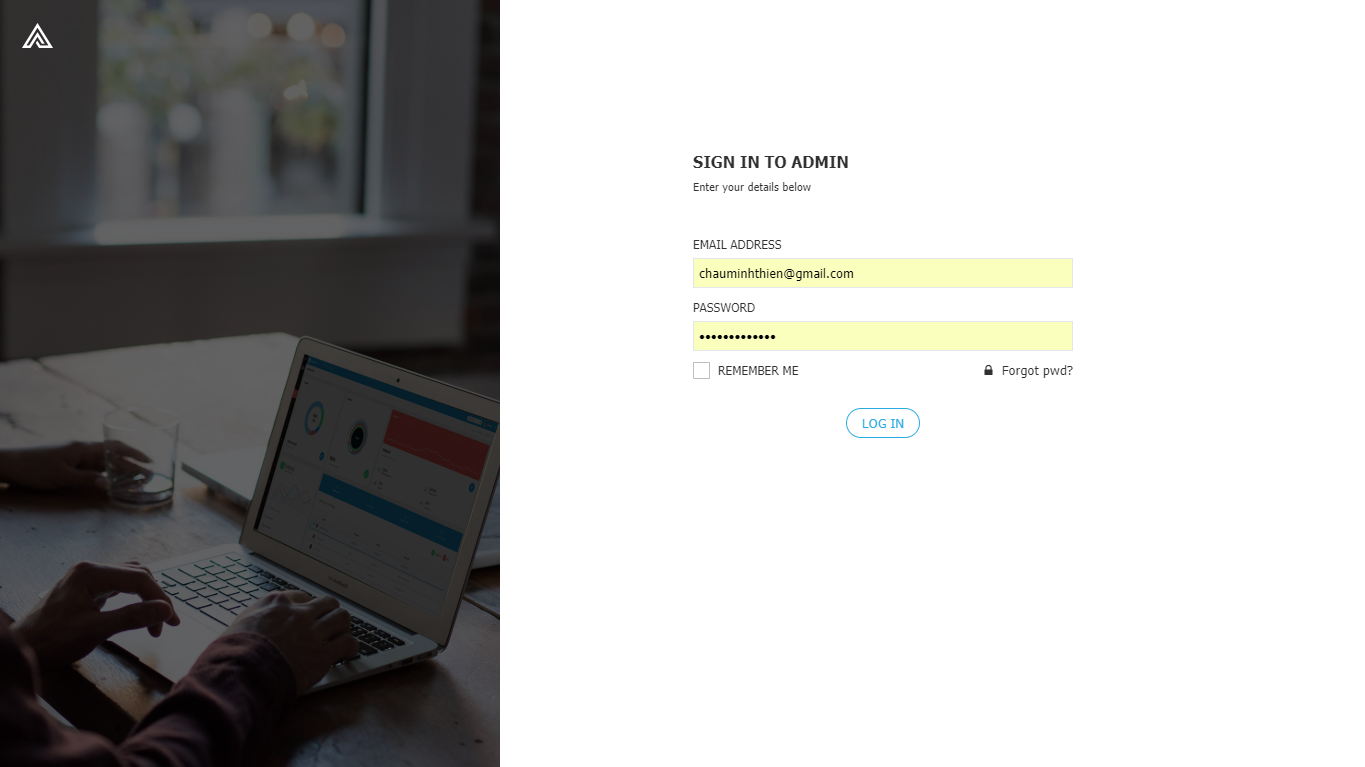 SIGN IN TO ADMIN
Enter your details below
EMAIL ADDRESS
chauminhthien@gmail.com
PASSWORD
•••••••••••••
REMEMBER ME
Forgot pwd?
LOG IN